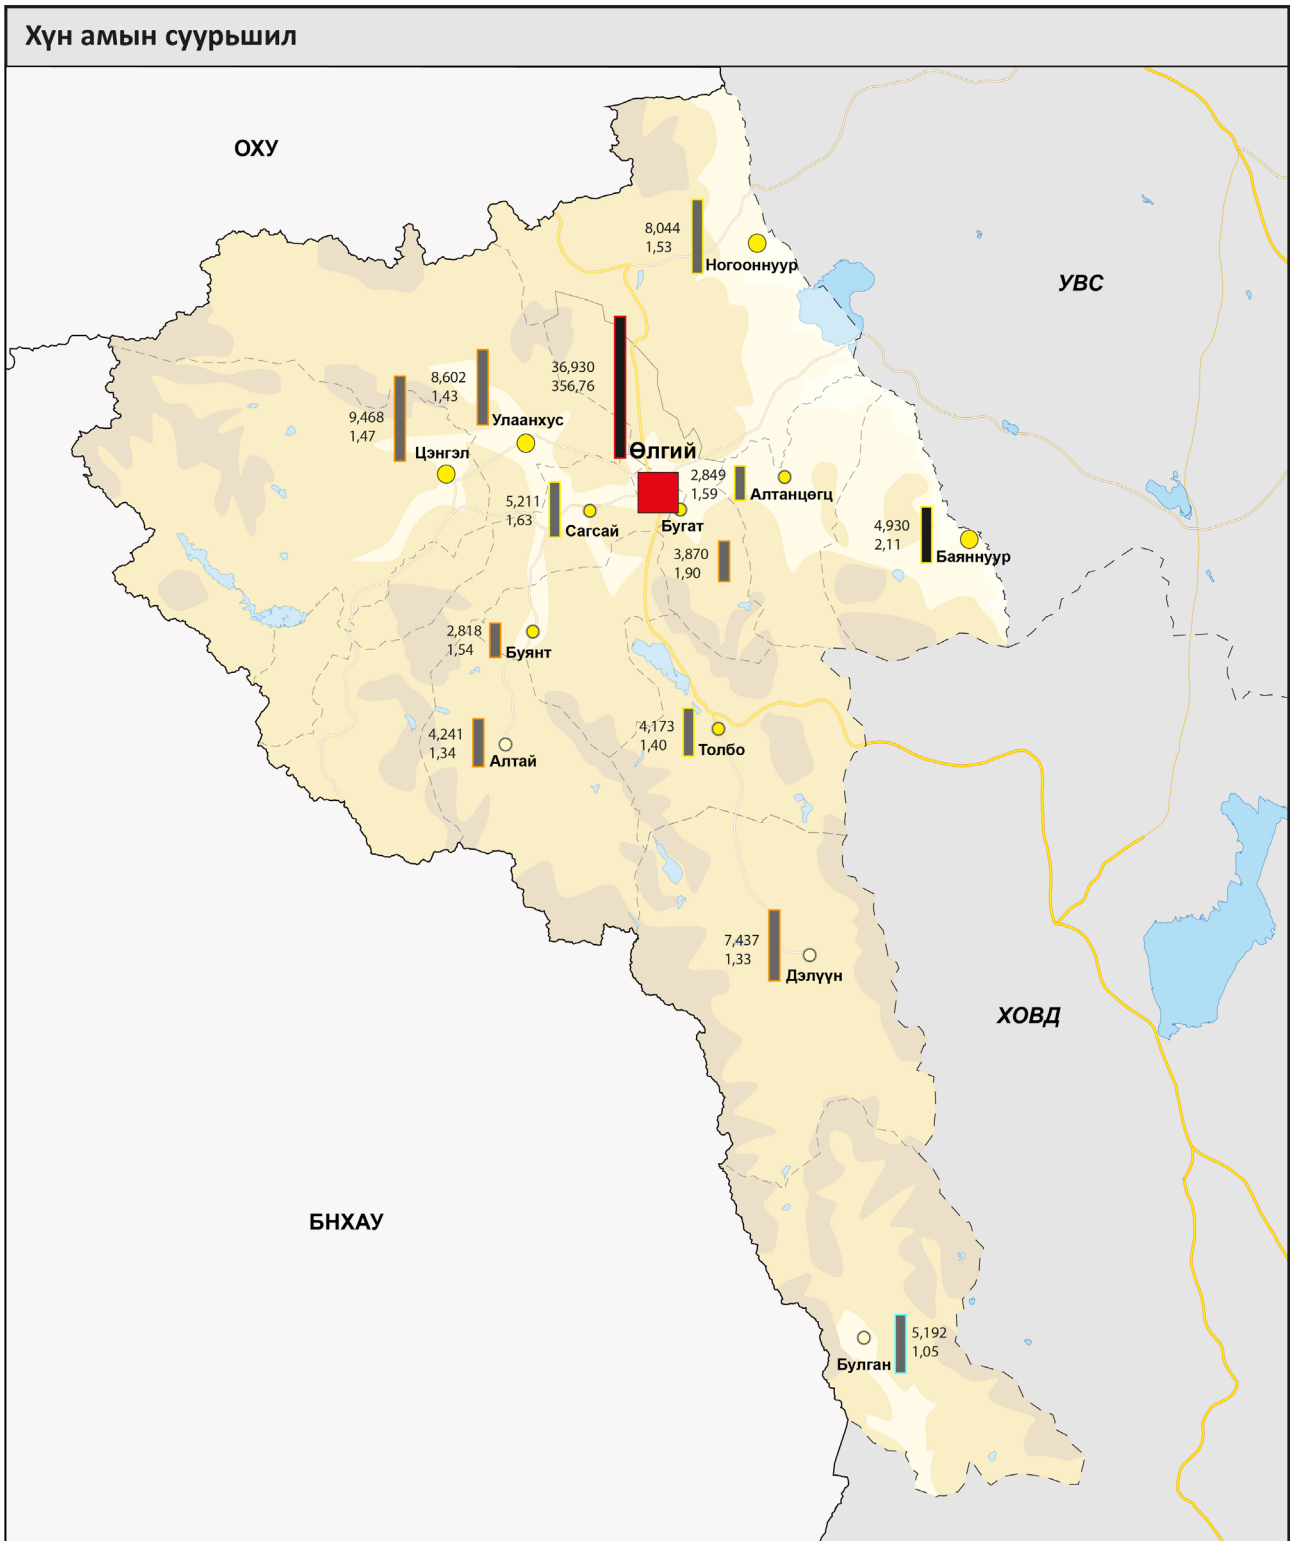 Хүн амын суурьшил
ОХУ
8,044
1,53
Ногооннуур
УВС
36,930
356,76
8,602
1,43
Улаанхус
9,468
1,47
Цэнгэл
Өлгий
2,849
1,59
Алтанцөгц
5,211
1,63
Сагсай
Бугат
4,930
2,11
Баяннуур
3,870
1,90
2,818
1,54
Буянт
4,241
1,34
Алтай
4,173
1,40
Толбо
7,437
1,33
Дэлүүн
ХОВД
БНХАУ
5,192
1,05
Булган